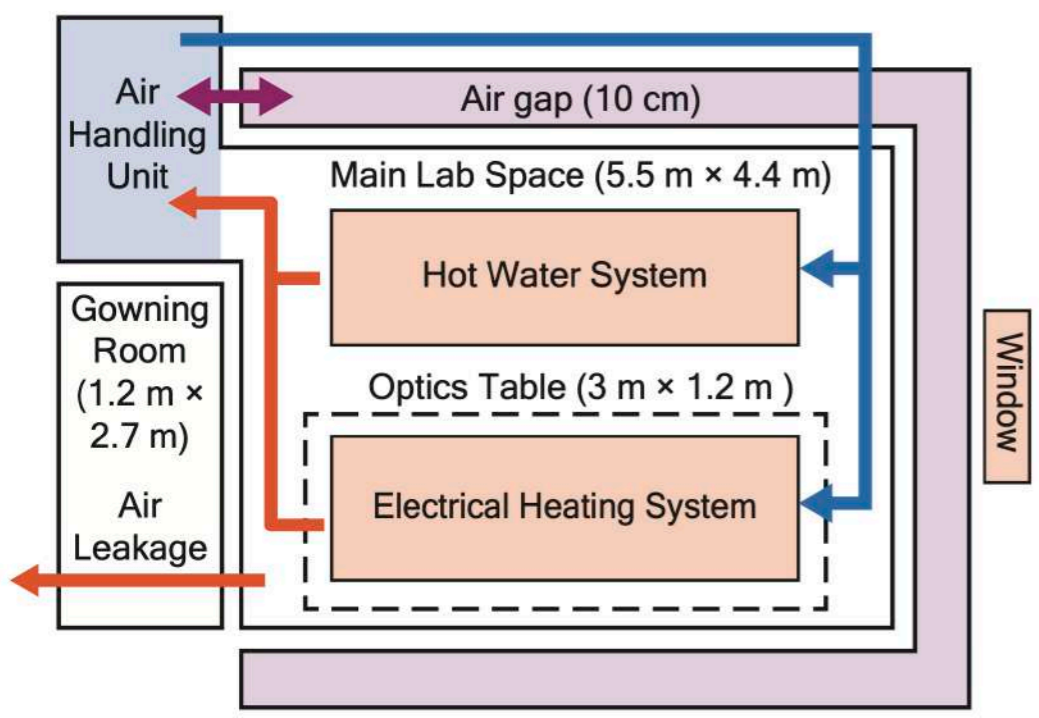 Air
Handling
Unit
Air gap (10 cm)
Main Lab Space (5.5 m × 4.4 m)
Hot Water System
Gowning
Room
(1.2 m ×
2.7 m)
Air
Leakage
Optics Table (3 m × 1.2 m )
Electrical Heating System
Window